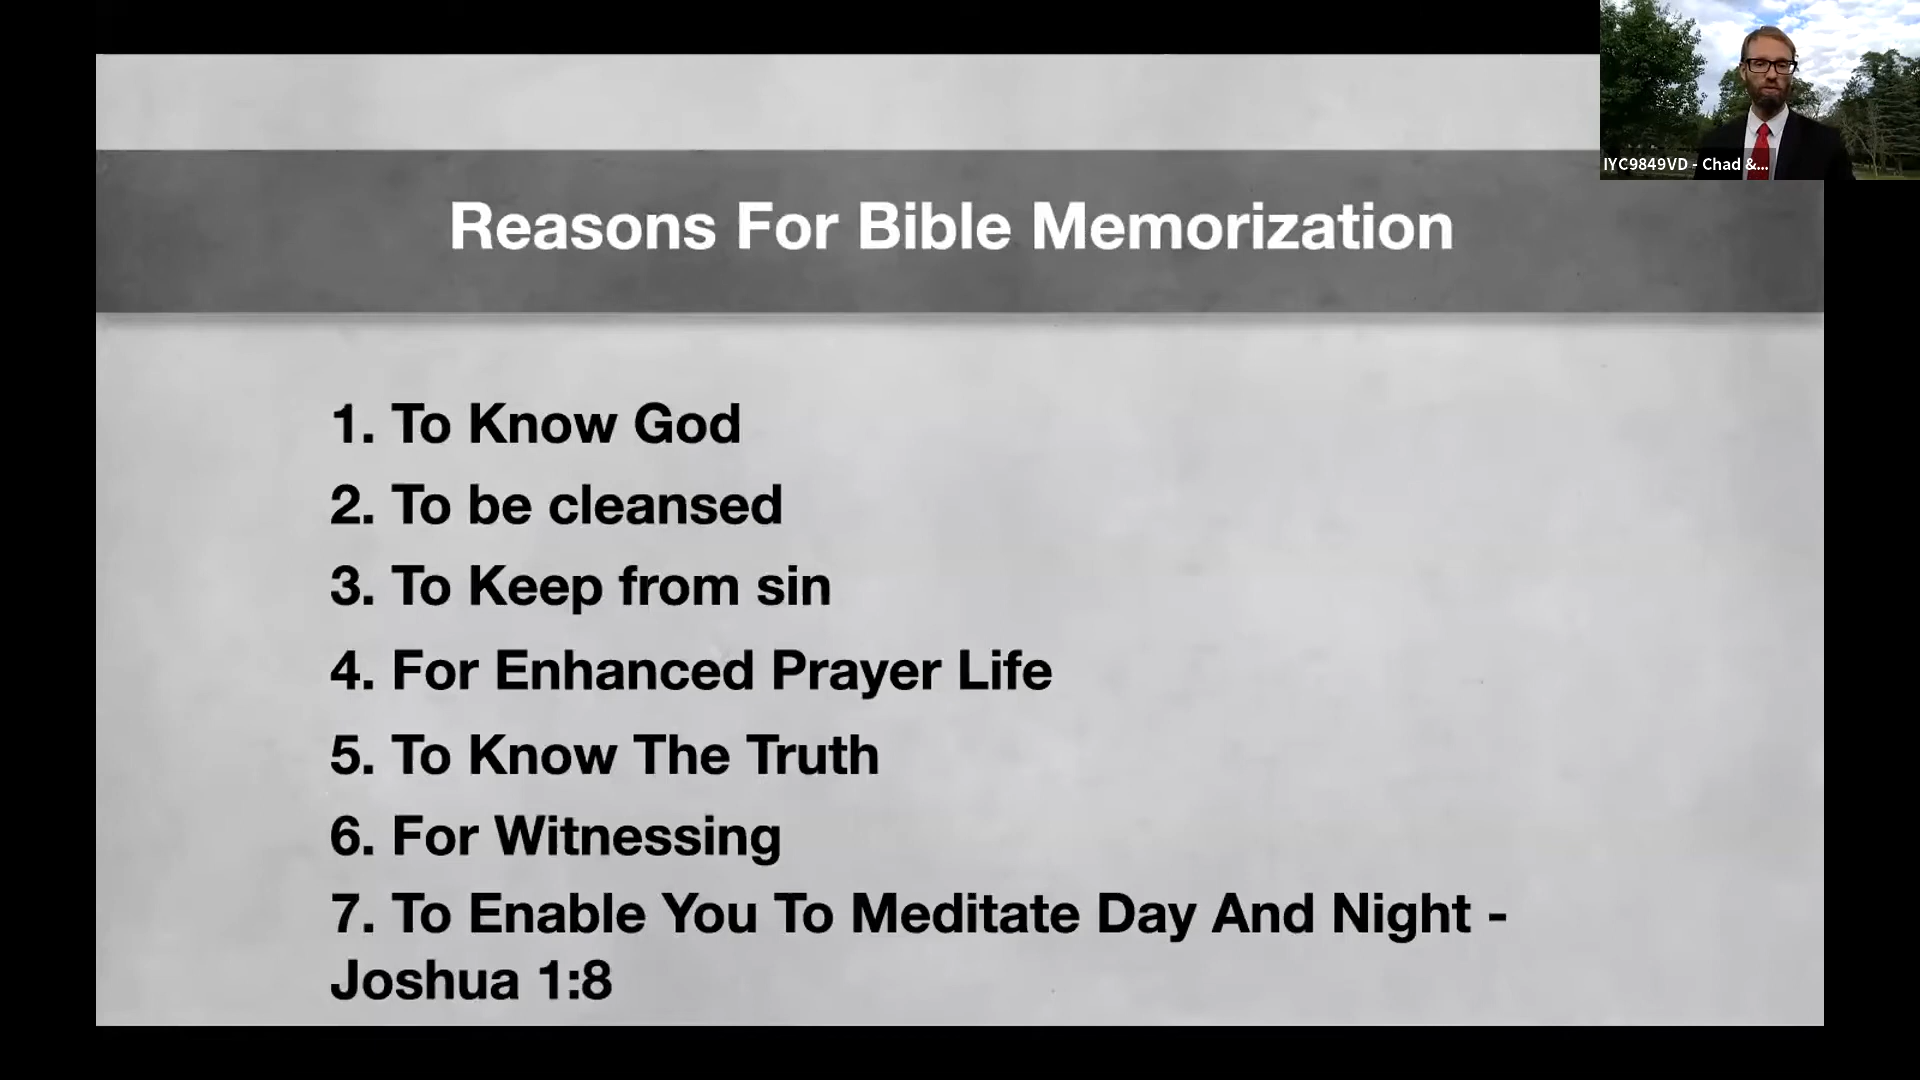 IYC9849VD - Chad &...
Reasons For Bible Memorization
1. To Know God
2. To be cleansed
3. To Keep from sin
4. For Enhanced Prayer Life
5. To Know The Truth
6. For Witnessing
7. To Enable You To Meditate Day And Night -
Joshua 1:8